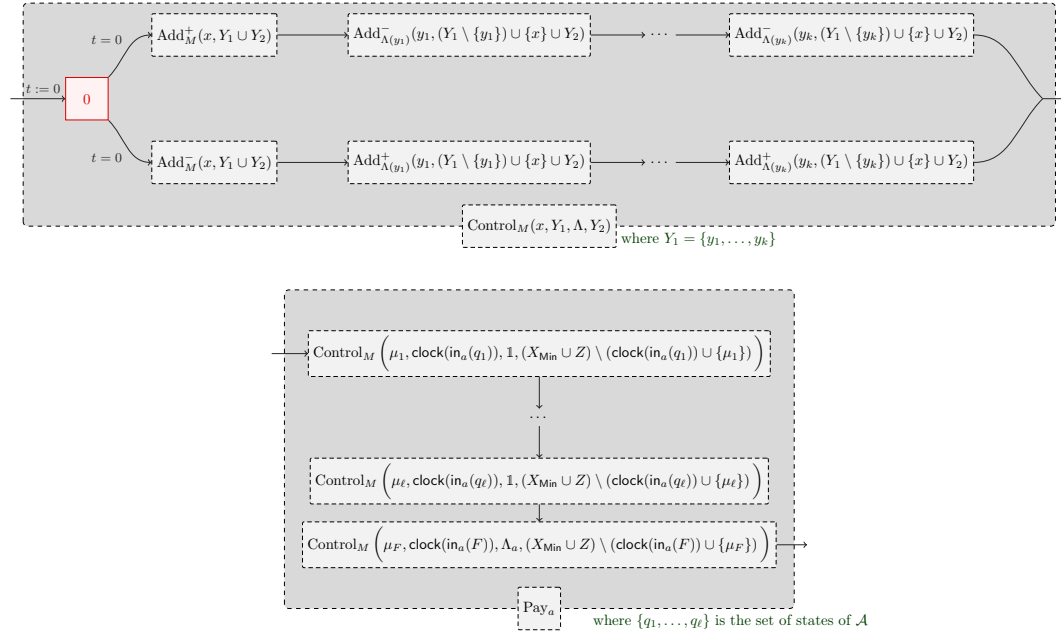 t=0 Add⁺_M(x, Y₁ ∪ Y₂) Add⁻_{Λ(y₁)}(y₁, (Y₁ \ {y₁}) ∪ {x} ∪ Y₂) ⋯ Add⁻_{Λ(y_k)}(y_k, (Y₁ \ {y_k}) ∪ {x} ∪ Y₂)
t := 0 0
t=0 Add⁻_M(x, Y₁ ∪ Y₂) Add⁺_{Λ(y₁)}(y₁, (Y₁ \ {y₁}) ∪ {x} ∪ Y₂) ⋯ Add⁺_{Λ(y_k)}(y_k, (Y₁ \ {y_k}) ∪ {x} ∪ Y₂)
Control_M(x, Y₁, Λ, Y₂)
where Y₁ = {y₁, …, y_k}
Control_M(μ₁, clock(in_a(q₁)), 𝟙, (X_Min ∪ Z) \ (clock(in_a(q₁)) ∪ {μ₁}))
⋯
Control_M(μ_ℓ, clock(in_a(q_ℓ)), 𝟙, (X_Min ∪ Z) \ (clock(in_a(q_ℓ)) ∪ {μ_ℓ}))
Control_M(μ_F, clock(in_a(F)), Λ_a, (X_Min ∪ Z) \ (clock(in_a(F)) ∪ {μ_F}))
Pay_a
where {q₁, …, q_ℓ} is the set of states of 𝒜